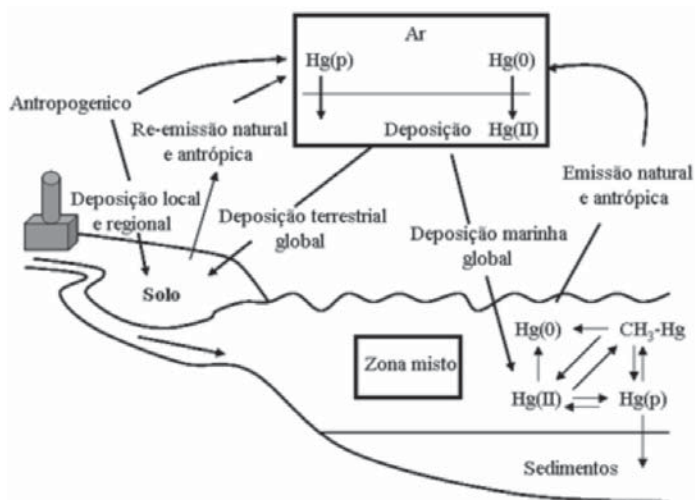 Ar
Hg(p)
Hg(0)
Antropogenico
Re-emissão natural
e antrópica
Deposição
Hg(II)
Emissão natural
e antrópica
Deposição local
e regional
Deposição terrestrial
global
Deposição marinha
global
Solo
Hg(0)
CH₃-Hg
Zona misto
Hg(II)
Hg(p)
Sedimentos